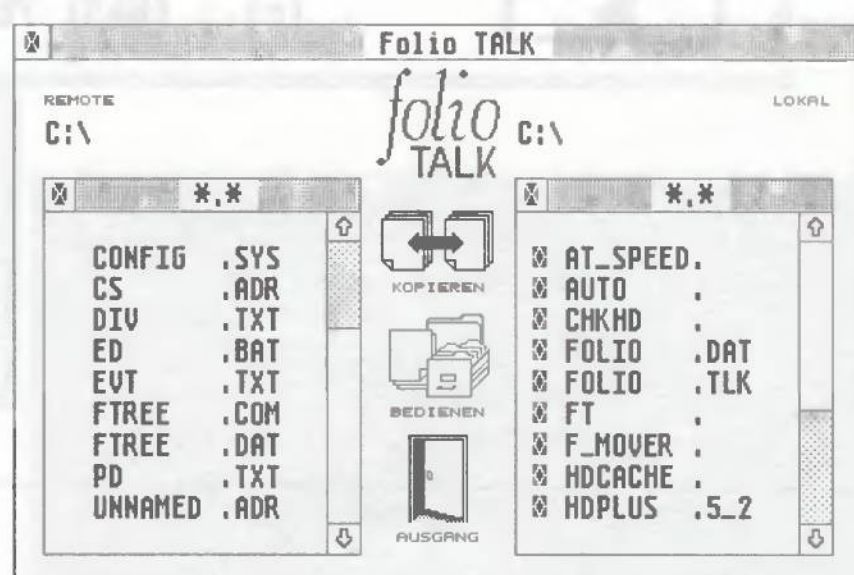 Folio TALK
REMOTE
C:\
folio
TALK
LOKAL
C:\
*.*
CONFIG .SYS
CS .ADR
DIV .TXT
ED .BAT
EVT .TXT
FTREE .COM
FTREE .DAT
PD .TXT
UNNAMED .ADR
KOPIEREN
BEDIENEN
AUSGANG
*.*
AT_SPEED.
AUTO .
CHKHD .
FOLIO .DAT
FOLIO .TLK
FT .
F_MOVER .
HDCACHE .
HDPLUS .5_2